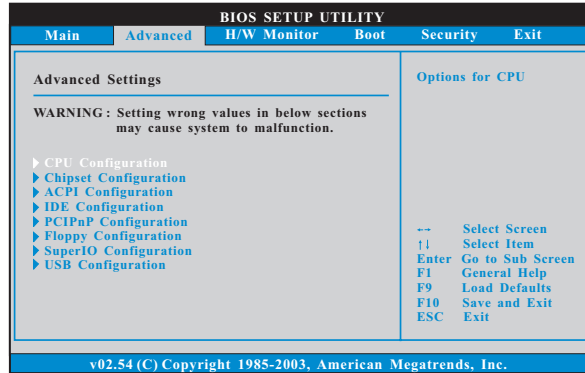 BIOS SETUP UTILITY
Main Advanced H/W Monitor Boot Security Exit
Advanced Settings
WARNING : Setting wrong values in below sections
may cause system to malfunction.
CPU Configuration
Chipset Configuration
ACPI Configuration
IDE Configuration
PCIPnP Configuration
Floppy Configuration
SuperIO Configuration
USB Configuration
Options for CPU
↔ Select Screen
↑↓ Select Item
Enter Go to Sub Screen
F1 General Help
F9 Load Defaults
F10 Save and Exit
ESC Exit
v02.54 (C) Copyright 1985-2003, American Megatrends, Inc.